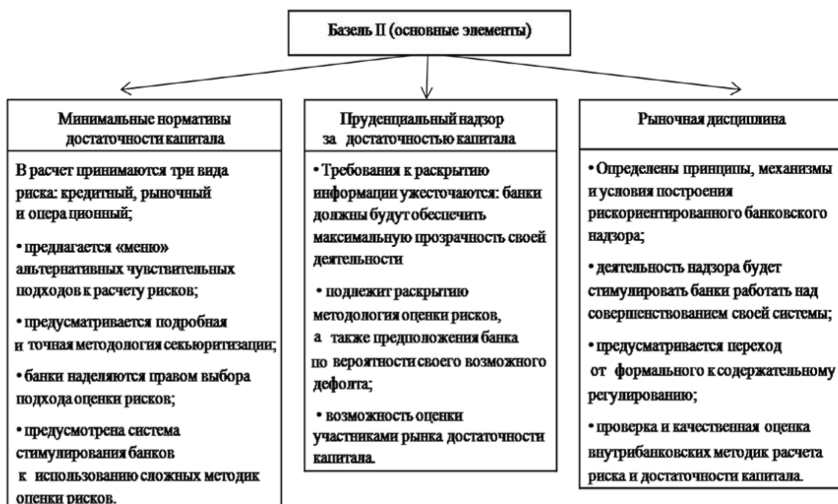 Базель II (основные элементы)
Минимальные нормативы
достаточности капитала
В расчет принимаются три вида
риска: кредитный, рыночный
и операционный;
• предлагается «меню»
альтернативных чувствительных
подходов к расчету рисков;
• предусматривается подробная
и точная методология секьюритизации;
• банки наделяются правом выбора
подхода оценки рисков;
• предусмотрена система
стимулирования банков
к использованию сложных методик
оценки рисков.
Пруденциальный надзор
за достаточностью капитала
• Требования к раскрытию
информации ужесточаются: банки
должны будут обеспечить
максимальную прозрачность своей
деятельности
• подлежит раскрытию
методология оценки рисков,
а также предположения банка
по вероятности своего возможного
дефолта;
• возможность оценки
участниками рынка достаточности
капитала.
Рыночная дисциплина
• Определены принципы, механизмы
и условия построения
рискориентированного банковского
надзора;
• деятельность надзора будет
стимулировать банки работать над
совершенствованием своей системы;
• предусматривается переход
от формального к содержательному
регулированию;
• проверка и качественная оценка
внутрибанковских методик расчета
риска и достаточности капитала.